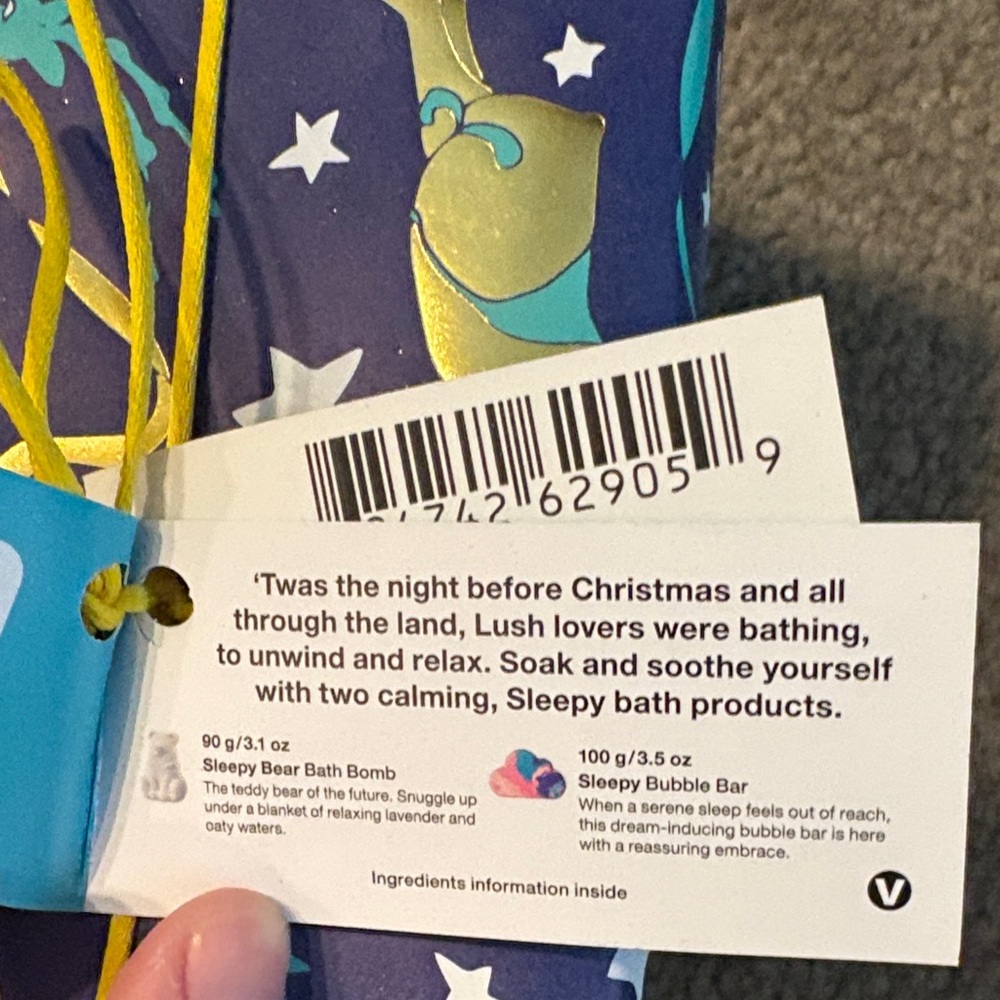 62905 9
'Twas the night before Christmas and all
through the land, Lush lovers were bathing,
to unwind and relax. Soak and soothe yourself
with two calming, Sleepy bath products.
90 g/3.1 oz
Sleepy Bear Bath Bomb
The teddy bear of the future. Snuggle up
under a blanket of relaxing lavender and
oaty waters.
100 g/3.5 oz
Sleepy Bubble Bar
When a serene sleep feels out of reach,
this dream-inducing bubble bar is here
with a reassuring embrace.
Ingredients information inside
V